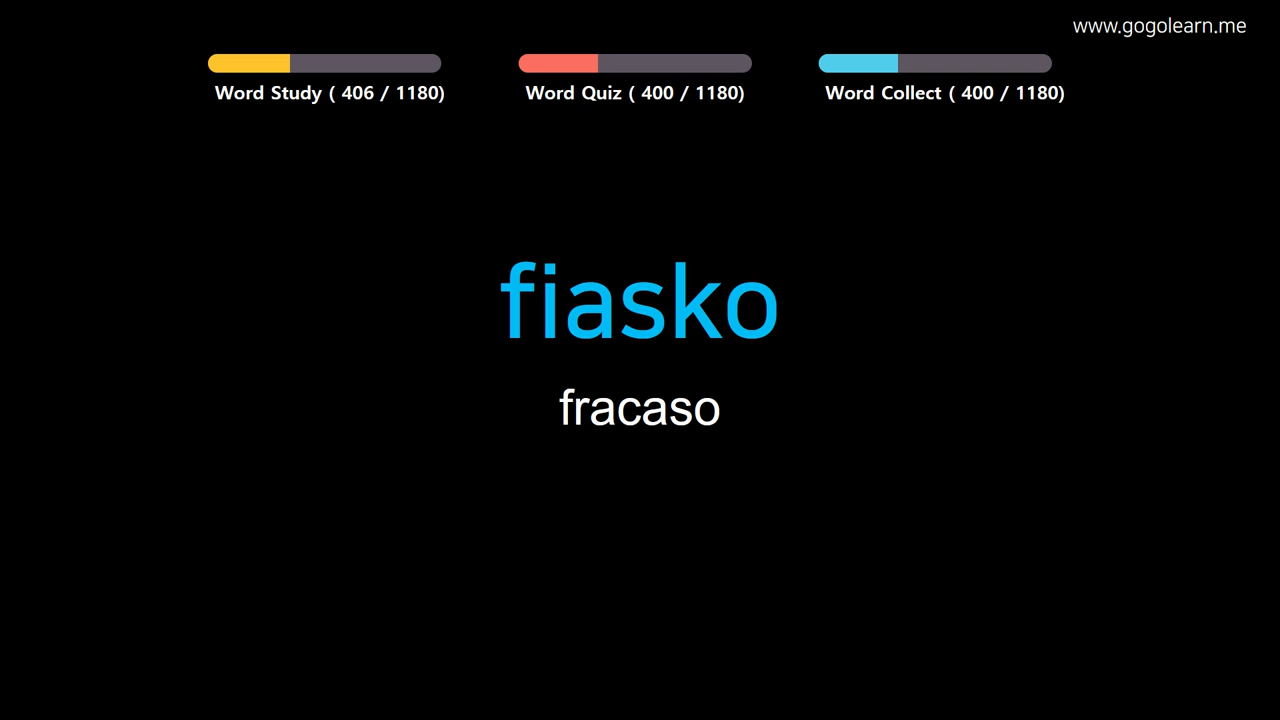 www.gogolearn.me
Word Study ( 406 / 1180)
Word Quiz ( 400 / 1180)
Word Collect ( 400 / 1180)
fiasko
fracaso